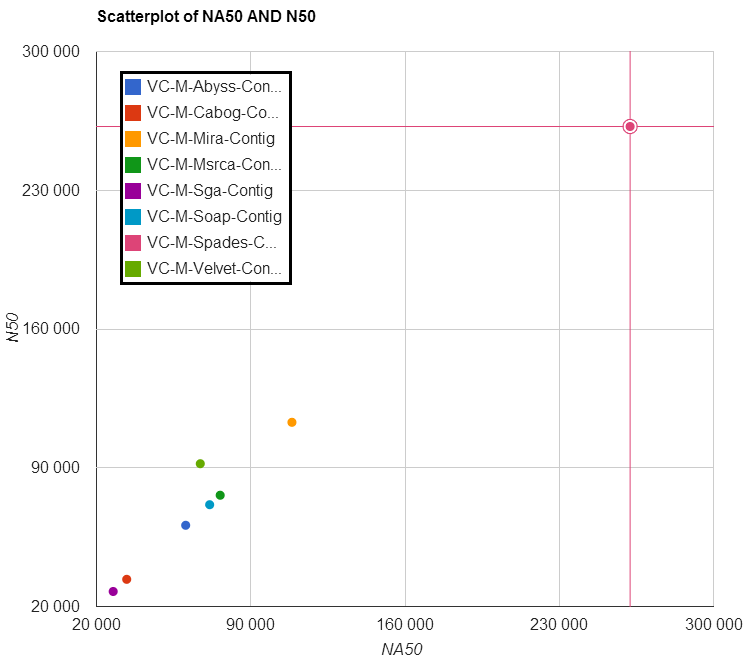 Scatterplot of NA50 AND N50
300 000
VC-M-Abyss-Con...
VC-M-Cabog-Co...
VC-M-Mira-Contig
VC-M-Msrca-Con...
230 000
VC-M-Sga-Contig
VC-M-Soap-Contig
VC-M-Spades-C...
VC-M-Velvet-Con...
N50
160 000
90 000
20 000
20 000 90 000 160 000 230 000 300 000
NA50